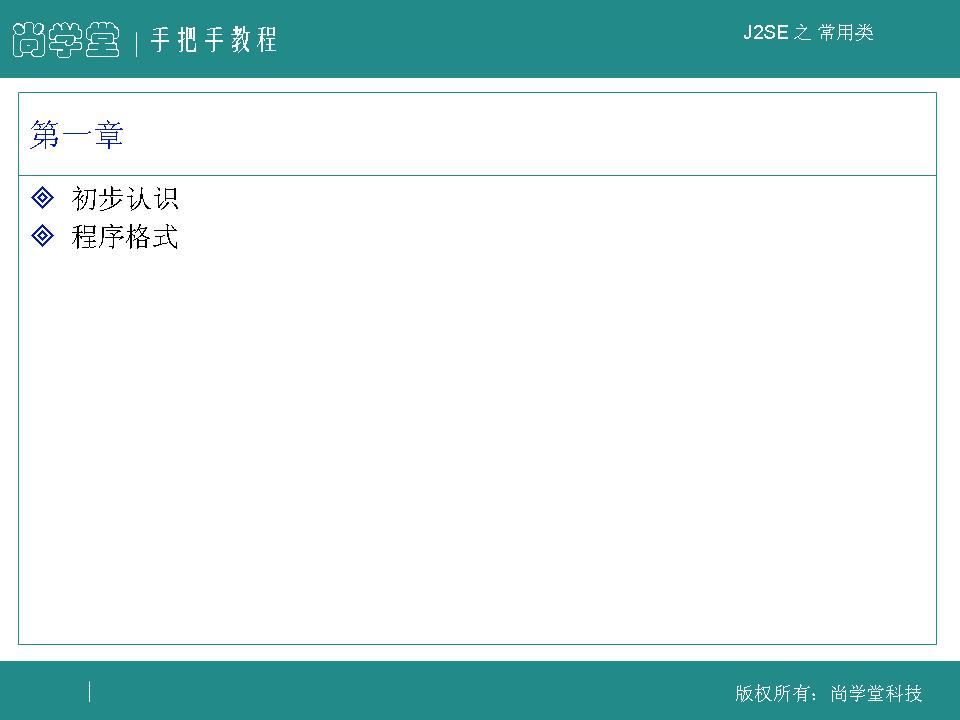 尚学堂 | 手把手教程
J2SE 之 常用类
第一章
初步认识
程序格式
版权所有：尚学堂科技